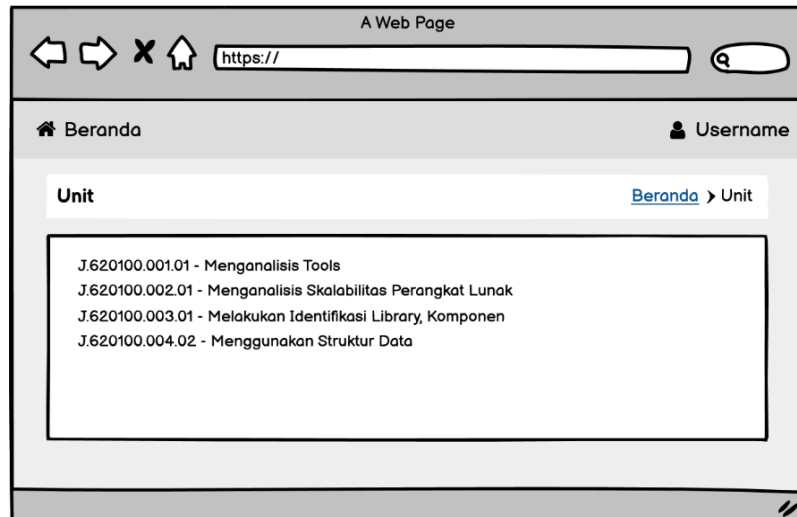 A Web Page
https://
Beranda
Username
Unit
Beranda > Unit
J.620100.001.01 - Menganalisis Tools
J.620100.002.01 - Menganalisis Skalabilitas Perangkat Lunak
J.620100.003.01 - Melakukan Identifikasi Library, Komponen
J.620100.004.02 - Menggunakan Struktur Data